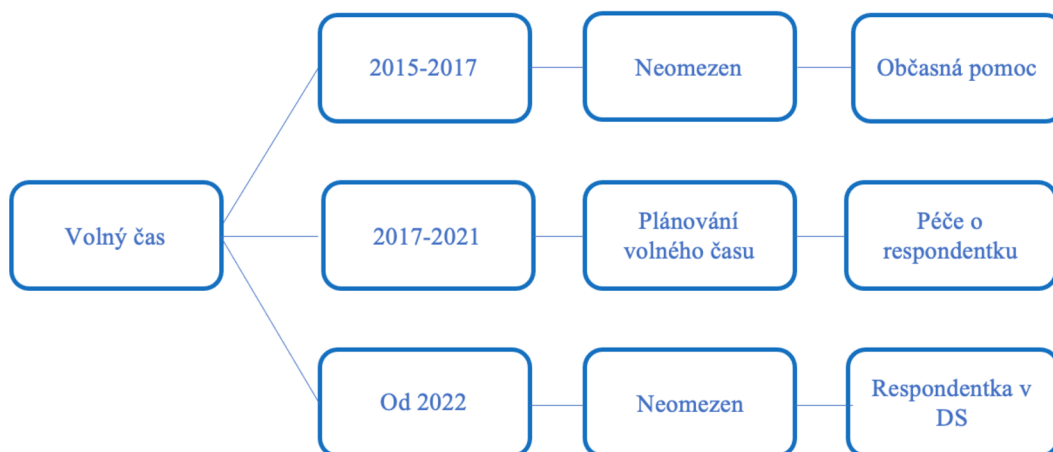 2015-2017
Neomezen
Občasná pomoc
Volný čas
2017-2021
Plánování
volného času
Péče o
respondentku
Od 2022
Neomezen
Respondentka v
DS